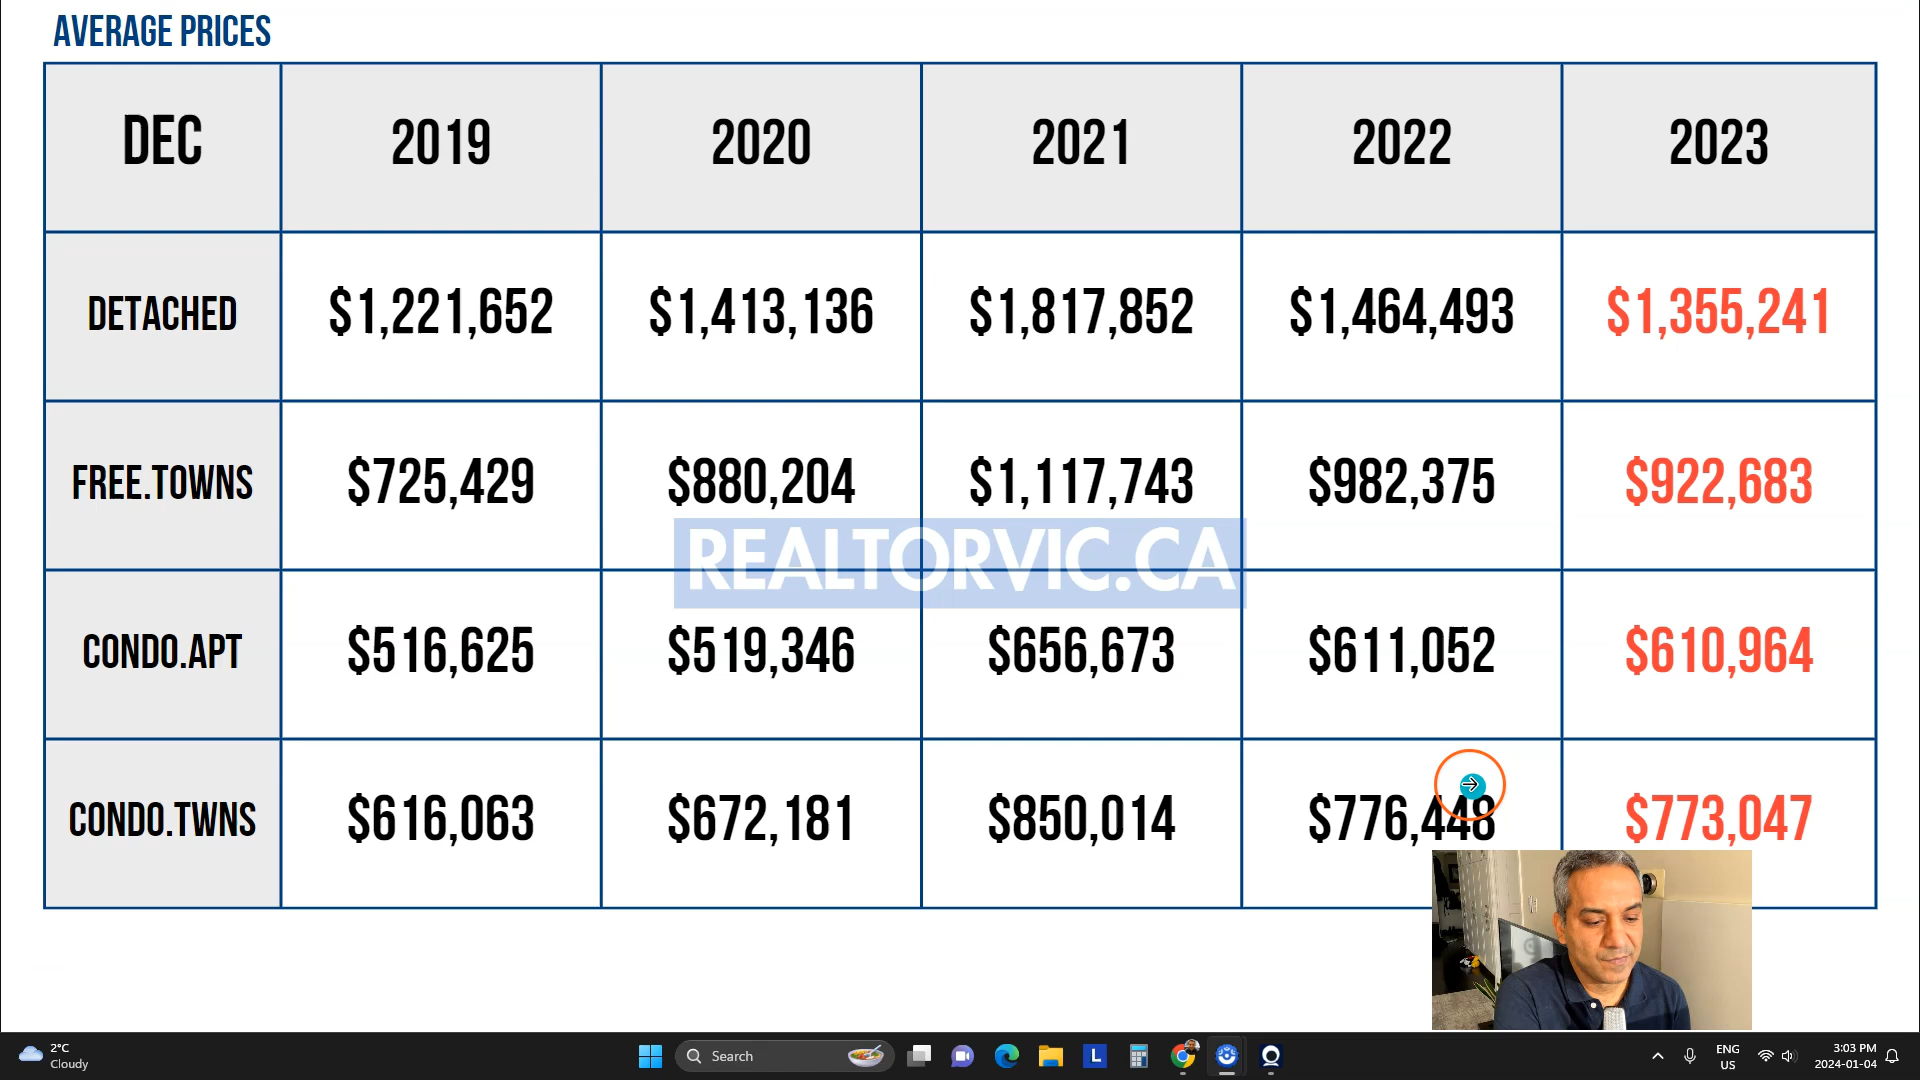 AVERAGE PRICES
DEC 2019 2020 2021 2022 2023
DETACHED $1,221,652 $1,413,136 $1,817,852 $1,464,493 $1,355,241
FREE.TOWNS $725,429 $880,204 $1,117,743 $982,375 $922,683
REALTORVIC.CA
CONDO.APT $516,625 $519,346 $656,673 $611,052 $610,964
CONDO.TWNS $616,063 $672,181 $850,014 $776,448 $773,047
2°C
Cloudy
Search
L
ENG
US
3:03 PM
2024-01-04